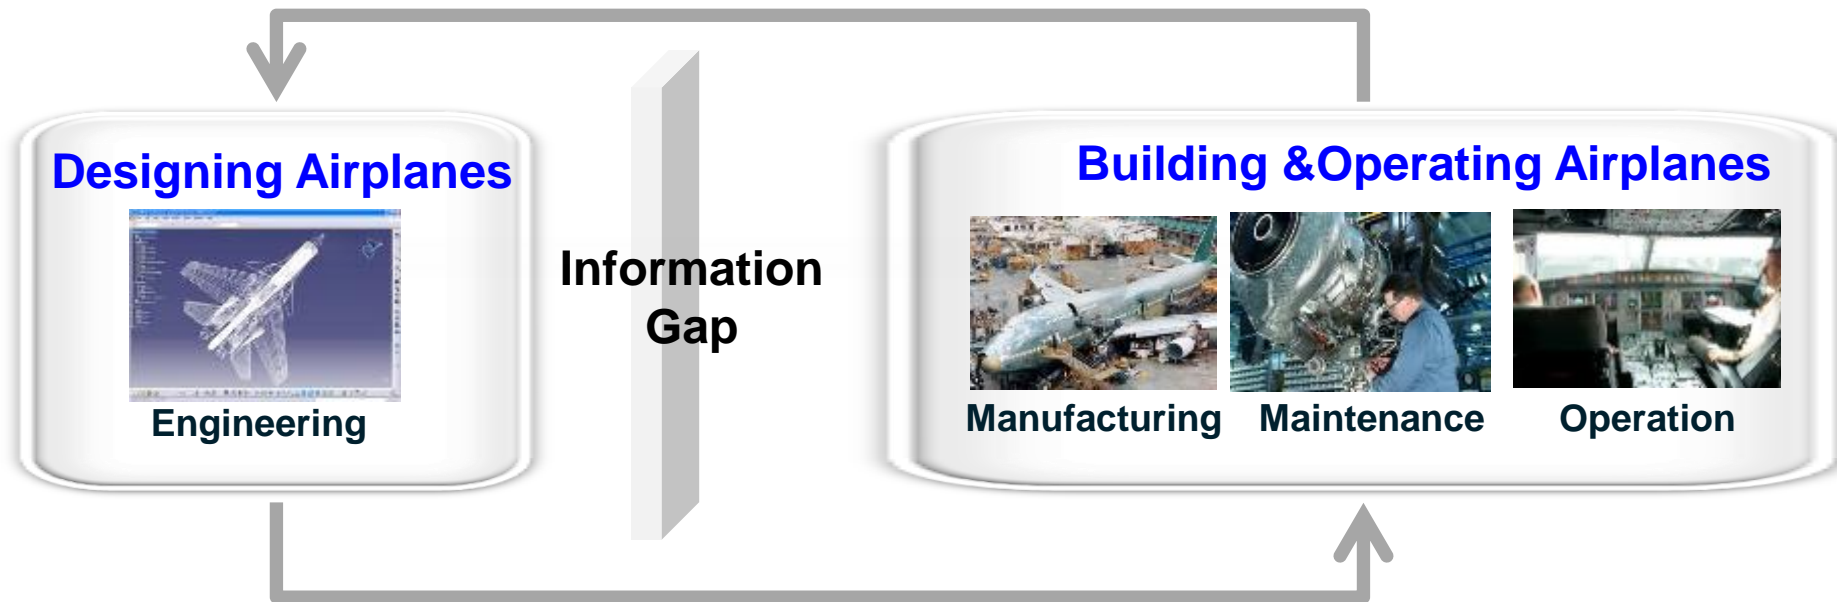 Designing Airplanes
Engineering
Information
Gap
Building &Operating Airplanes
Manufacturing
Maintenance
Operation